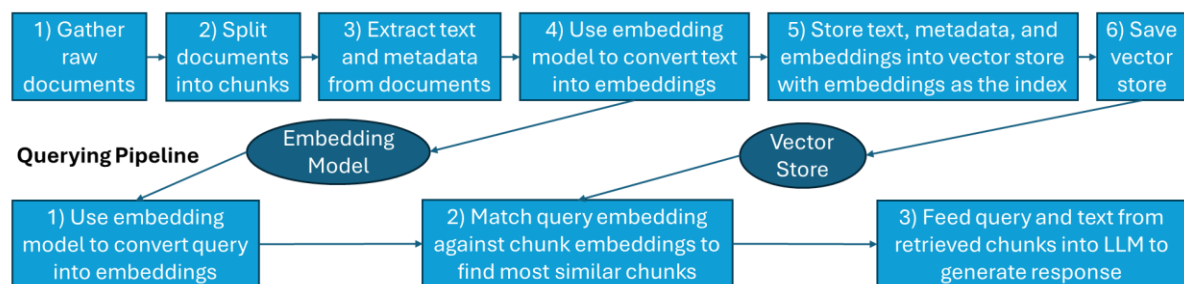 1) Gather
raw
documents
2) Split
documents
into chunks
3) Extract text
and metadata
from documents
4) Use embedding
model to convert text
into embeddings
5) Store text, metadata, and
embeddings into vector store
with embeddings as the index
6) Save
vector
store
Embedding
Model
Vector
Store
Querying Pipeline
1) Use embedding
model to convert query
into embeddings
2) Match query embedding
against chunk embeddings to
find most similar chunks
3) Feed query and text from
retrieved chunks into LLM to
generate response